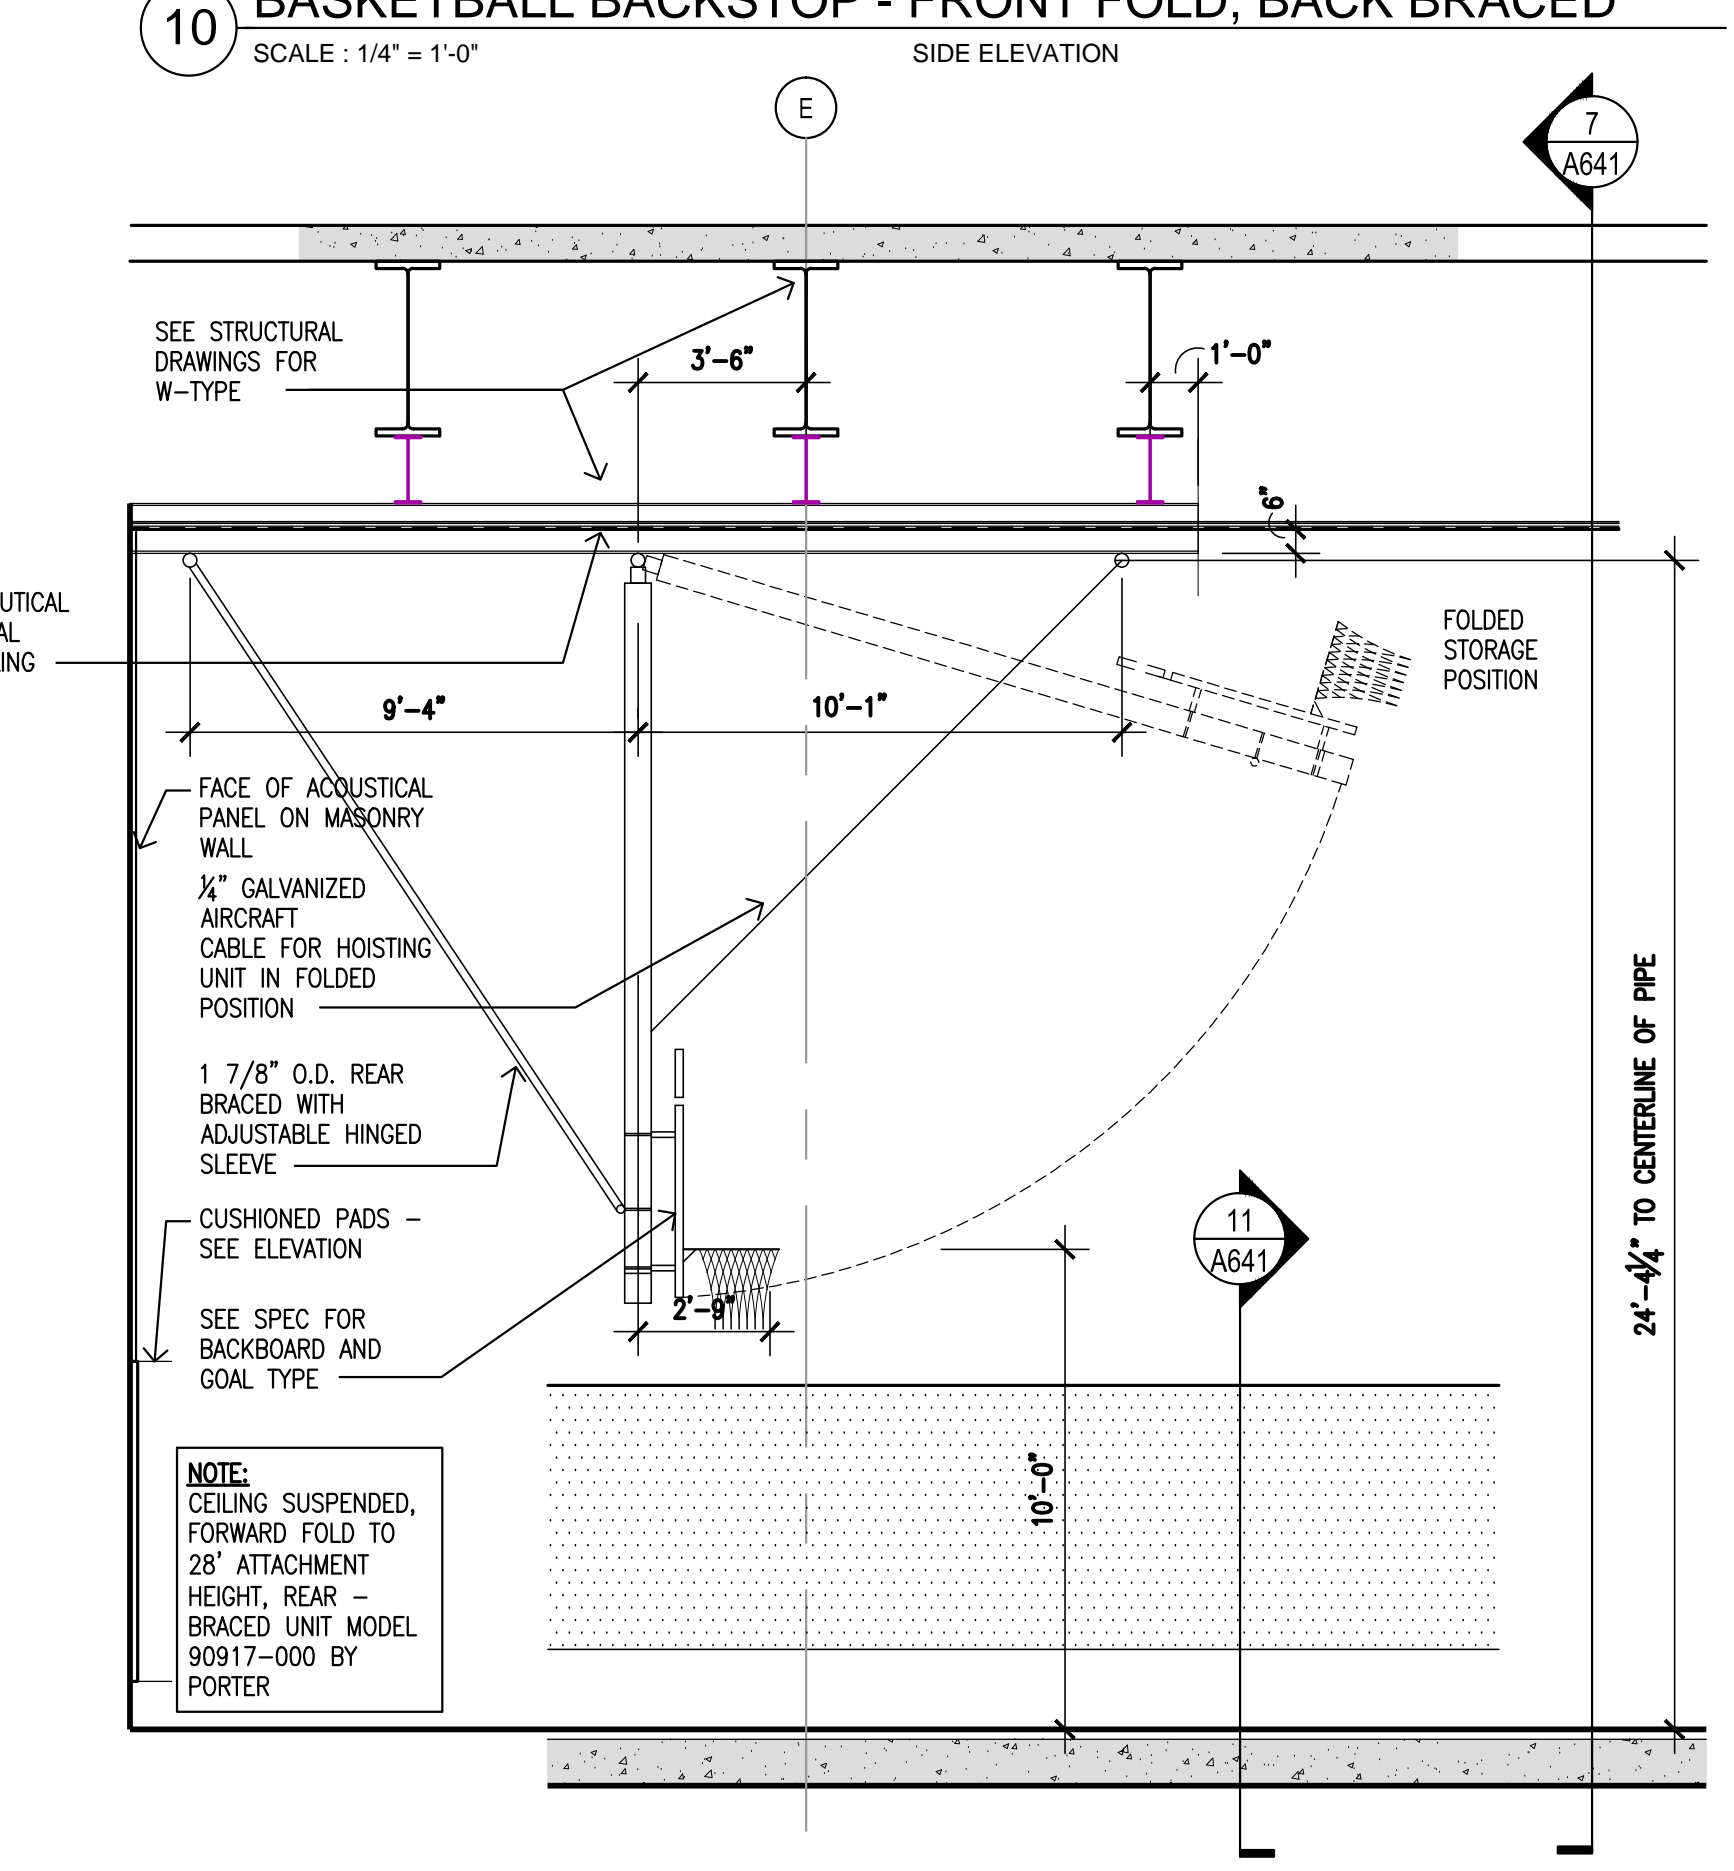 10
BASKETBALL BACKSTOP - FRONT FOLD, BACK BRACED
SCALE : 1/4" = 1'-0"
SIDE ELEVATION
E
7
A641
SEE STRUCTURAL
DRAWINGS FOR
W-TYPE
3'-6"
1'-0"
6"
UTICAL
AL
ING
FOLDED
STORAGE
POSITION
9'-4"
10'-1"
FACE OF ACOUSTICAL
PANEL ON MASONRY
WALL
¼" GALVANIZED
AIRCRAFT
CABLE FOR HOISTING
UNIT IN FOLDED
POSITION
1 7/8" O.D. REAR
BRACED WITH
ADJUSTABLE HINGED
SLEEVE
24'-4¼" TO CENTERLINE OF PIPE
CUSHIONED PADS -
SEE ELEVATION
11
A641
2'-9"
SEE SPEC FOR
BACKBOARD AND
GOAL TYPE
10'-0"
NOTE:
CEILING SUSPENDED,
FORWARD FOLD TO
28' ATTACHMENT
HEIGHT, REAR -
BRACED UNIT MODEL
90917-000 BY
PORTER